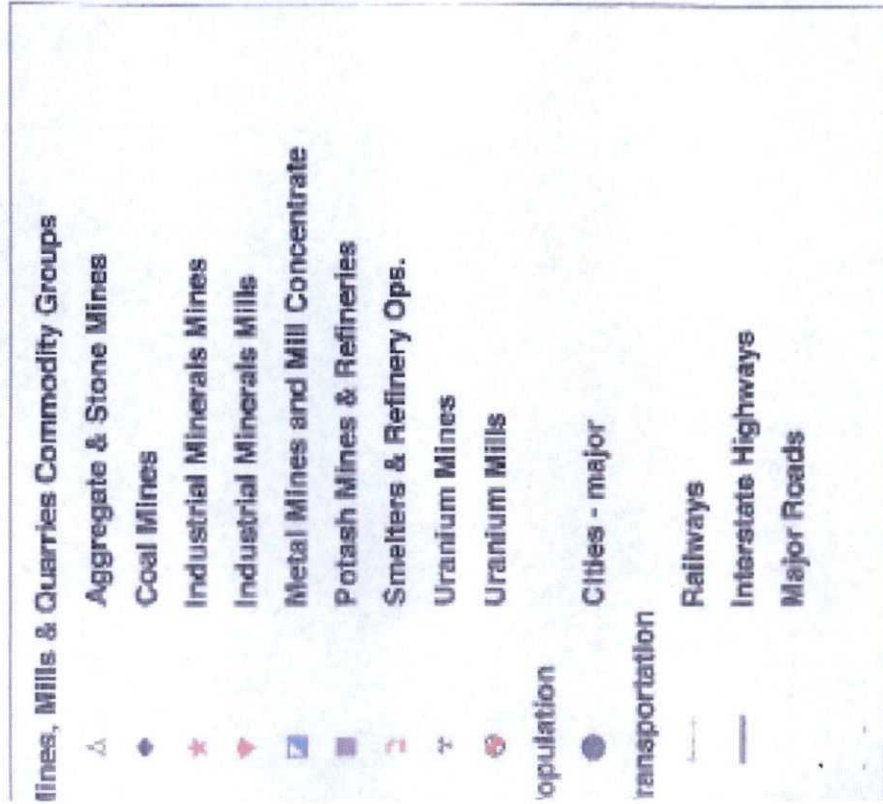 lines, Mills & Quarries Commodity Groups
Aggregate & Stone Mines
Coal Mines
Industrial Minerals Mines
Industrial Minerals Mills
Metal Mines and Mill Concentrate
Potash Mines & Refineries
Smelters & Refinery Ops.
Uranium Mines
Uranium Mills
opulation
Cities - major
ransportation
Railways
Interstate Highways
Major Roads